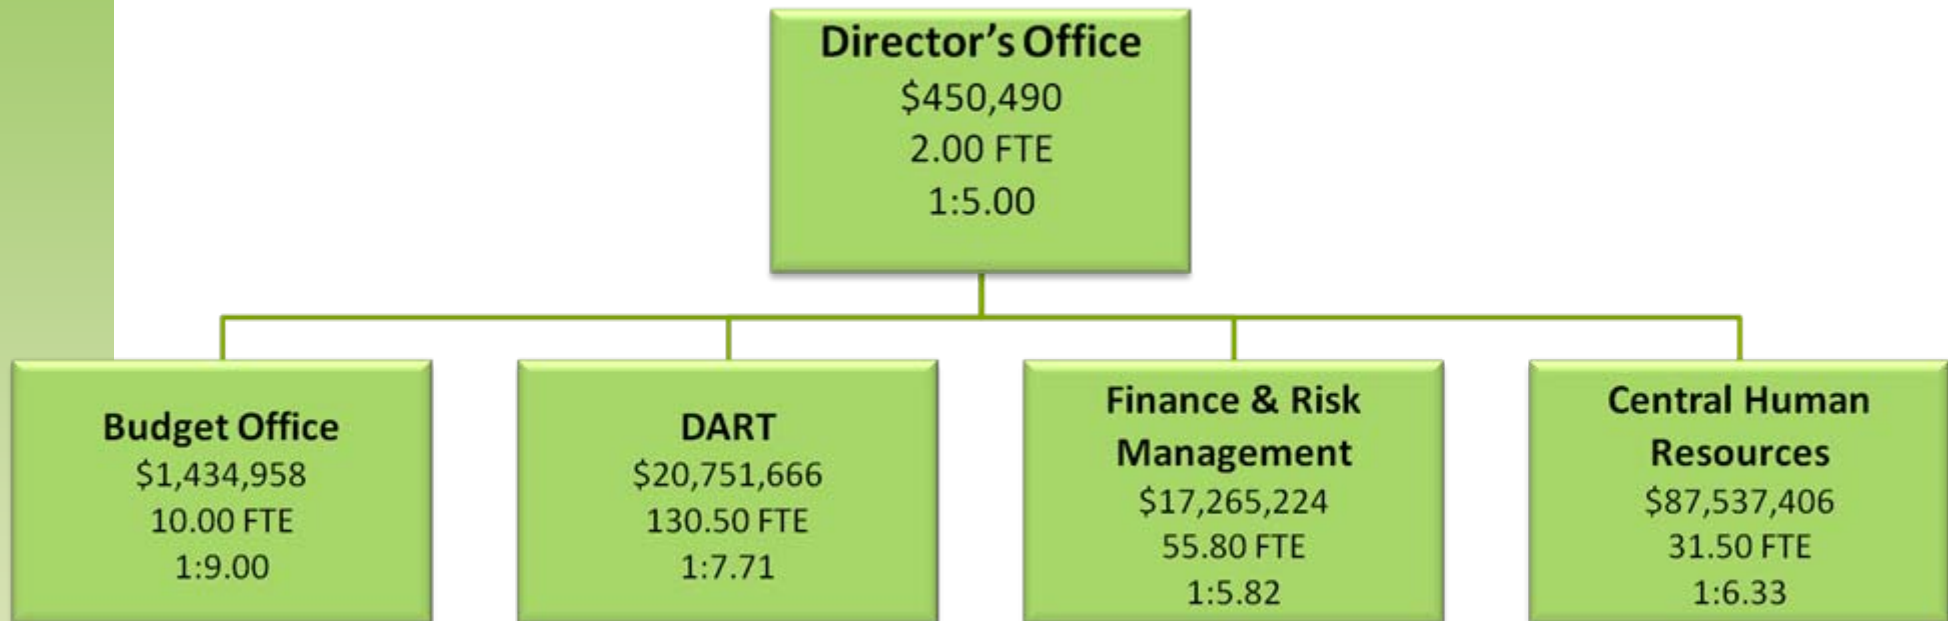 Director's Office
$450,490
2.00 FTE
1:5.00
Budget Office
$1,434,958
10.00 FTE
1:9.00
DART
$20,751,666
130.50 FTE
1:7.71
Finance & Risk
Management
$17,265,224
55.80 FTE
1:5.82
Central Human
Resources
$87,537,406
31.50 FTE
1:6.33